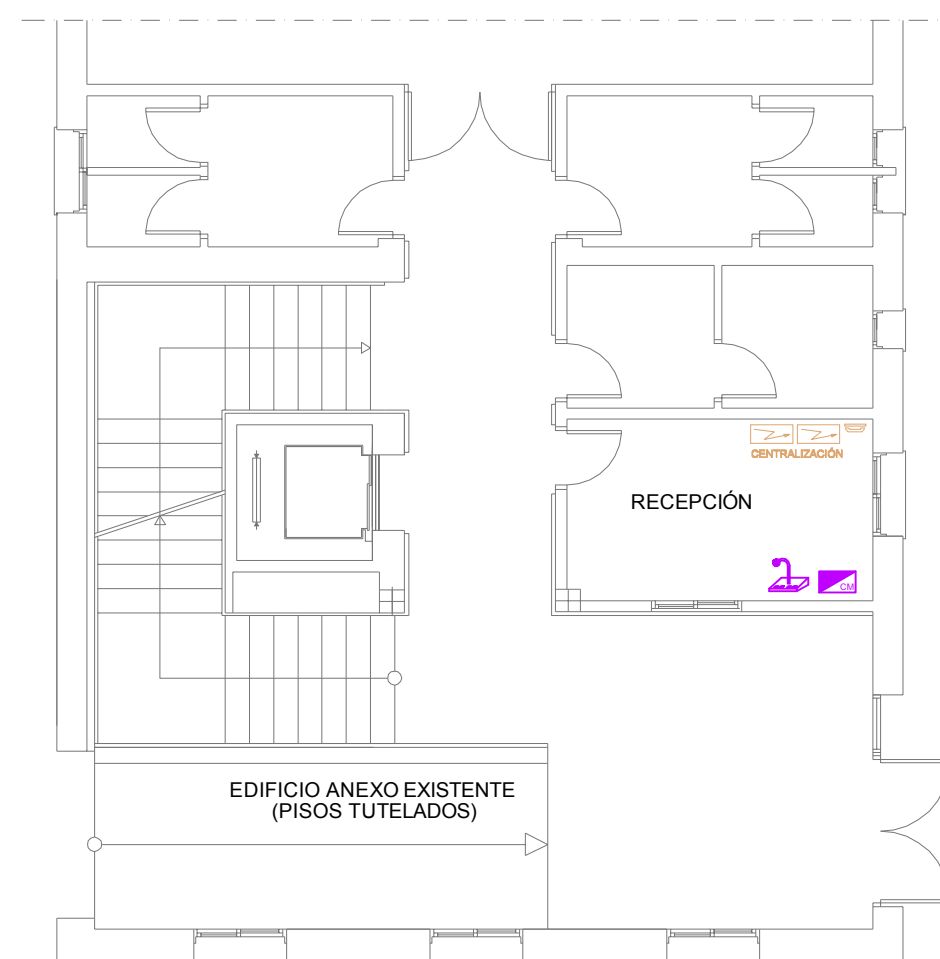 CENTRALIZACIÓN
RECEPCIÓN
CM
EDIFICIO ANEXO EXISTENTE
(PISOS TUTELADOS)